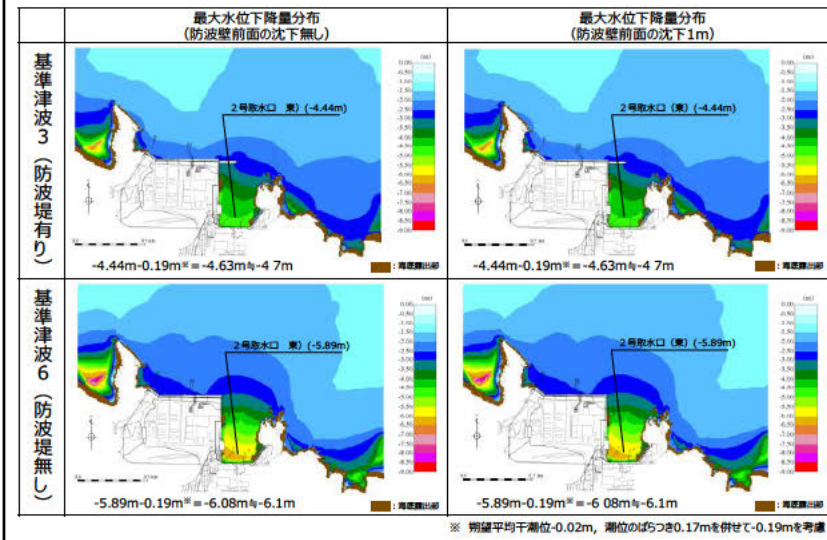 最大水位下降量分布
(防波壁前面の沈下無し)
最大水位下降量分布
(防波壁前面の沈下1m)
基準津波3(防波堤有り)
2号取水口 東)(-4.44m)
-4.44m-0.19m※=-4.63m≒-4 7m
:海底露出部
2号取水口 東)(-4.44m)
-4.44m-0.19m※=-4.63m≒-4 7m
:海底露出部
基準津波6(防波堤無し)
2号取水口 東)(-5.89m)
-5.89m-0.19m※=-6.08m≒-6.1m
:海底露出部
2号取水口(東)(-5.89m)
-5.89m-0.19m※=-6 08m≒-6.1m
:海底露出部
※ 朔望平均干潮位-0.02m,潮位のばらつき0.17mを併せて-0.19mを考慮